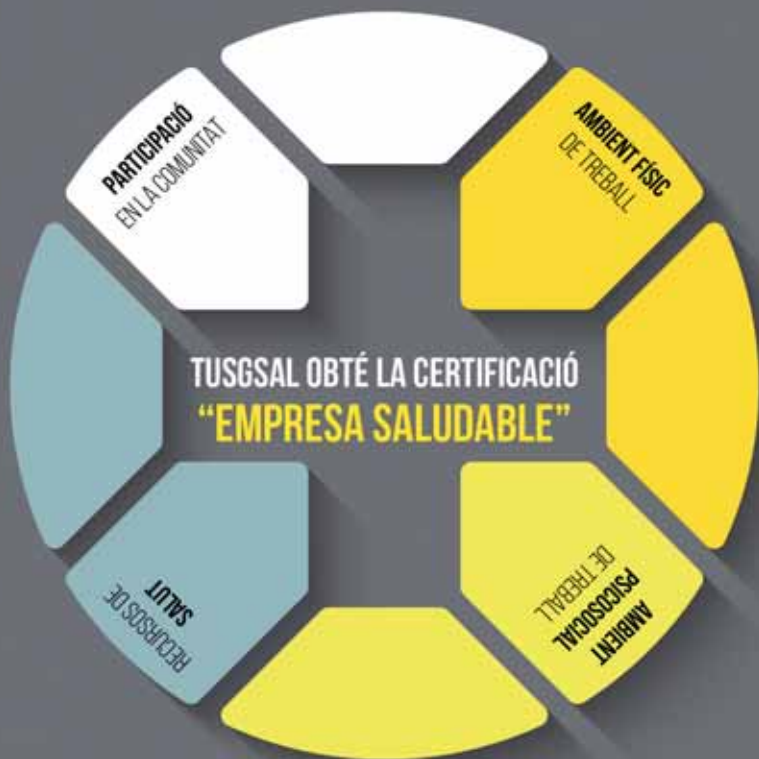 PARTICIPACIÓ
EN LA COMUNITAT
AMBIENT FÍSIC
DE TREBALL
TUSGSAL OBTÉ LA CERTIFICACIÓ
“EMPRESA SALUDABLE”
RECURSOS DE
SALUT
AMBIENT
PSICOSOCIAL
DE TREBALL